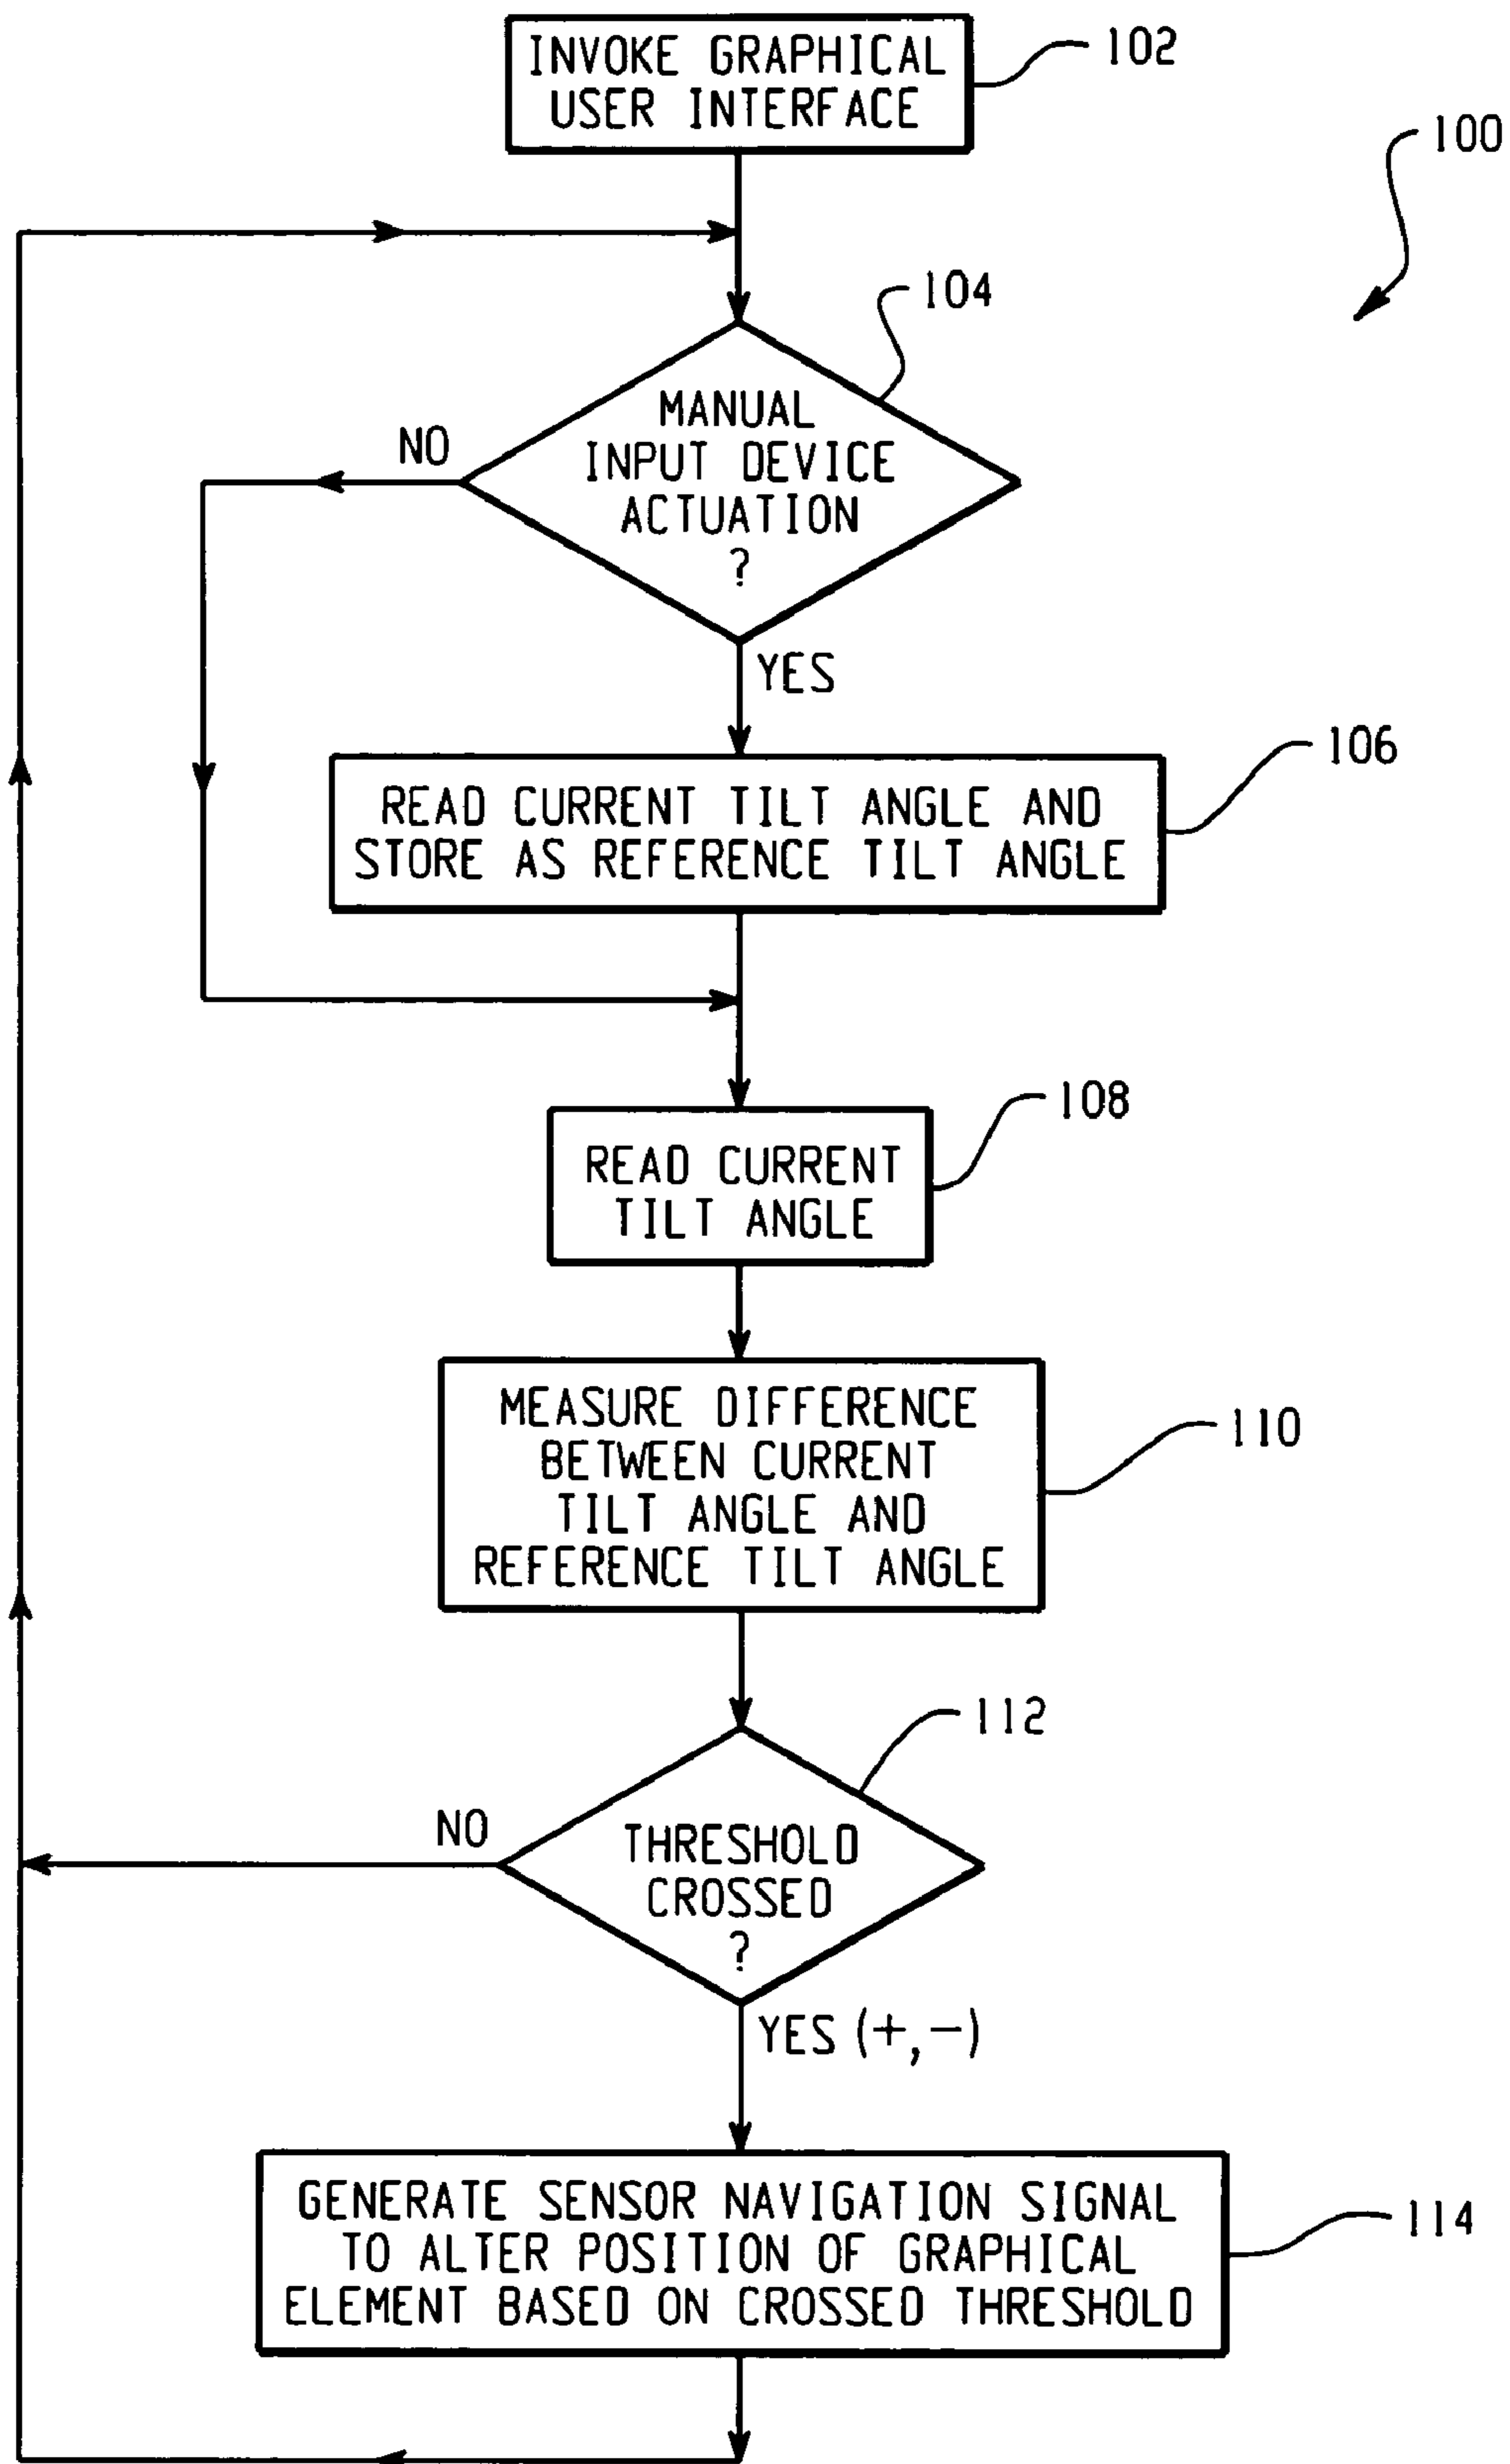 INVOKE GRAPHICAL
USER INTERFACE
102
100
104
MANUAL
INPUT DEVICE
ACTUATION
?
NO
YES
106
READ CURRENT TILT ANGLE AND
STORE AS REFERENCE TILT ANGLE
108
READ CURRENT
TILT ANGLE
MEASURE DIFFERENCE
BETWEEN CURRENT
TILT ANGLE AND
REFERENCE TILT ANGLE
110
112
NO
THRESHOLD
CROSSED
?
YES (+,-)
GENERATE SENSOR NAVIGATION SIGNAL
TO ALTER POSITION OF GRAPHICAL
ELEMENT BASED ON CROSSED THRESHOLD
114